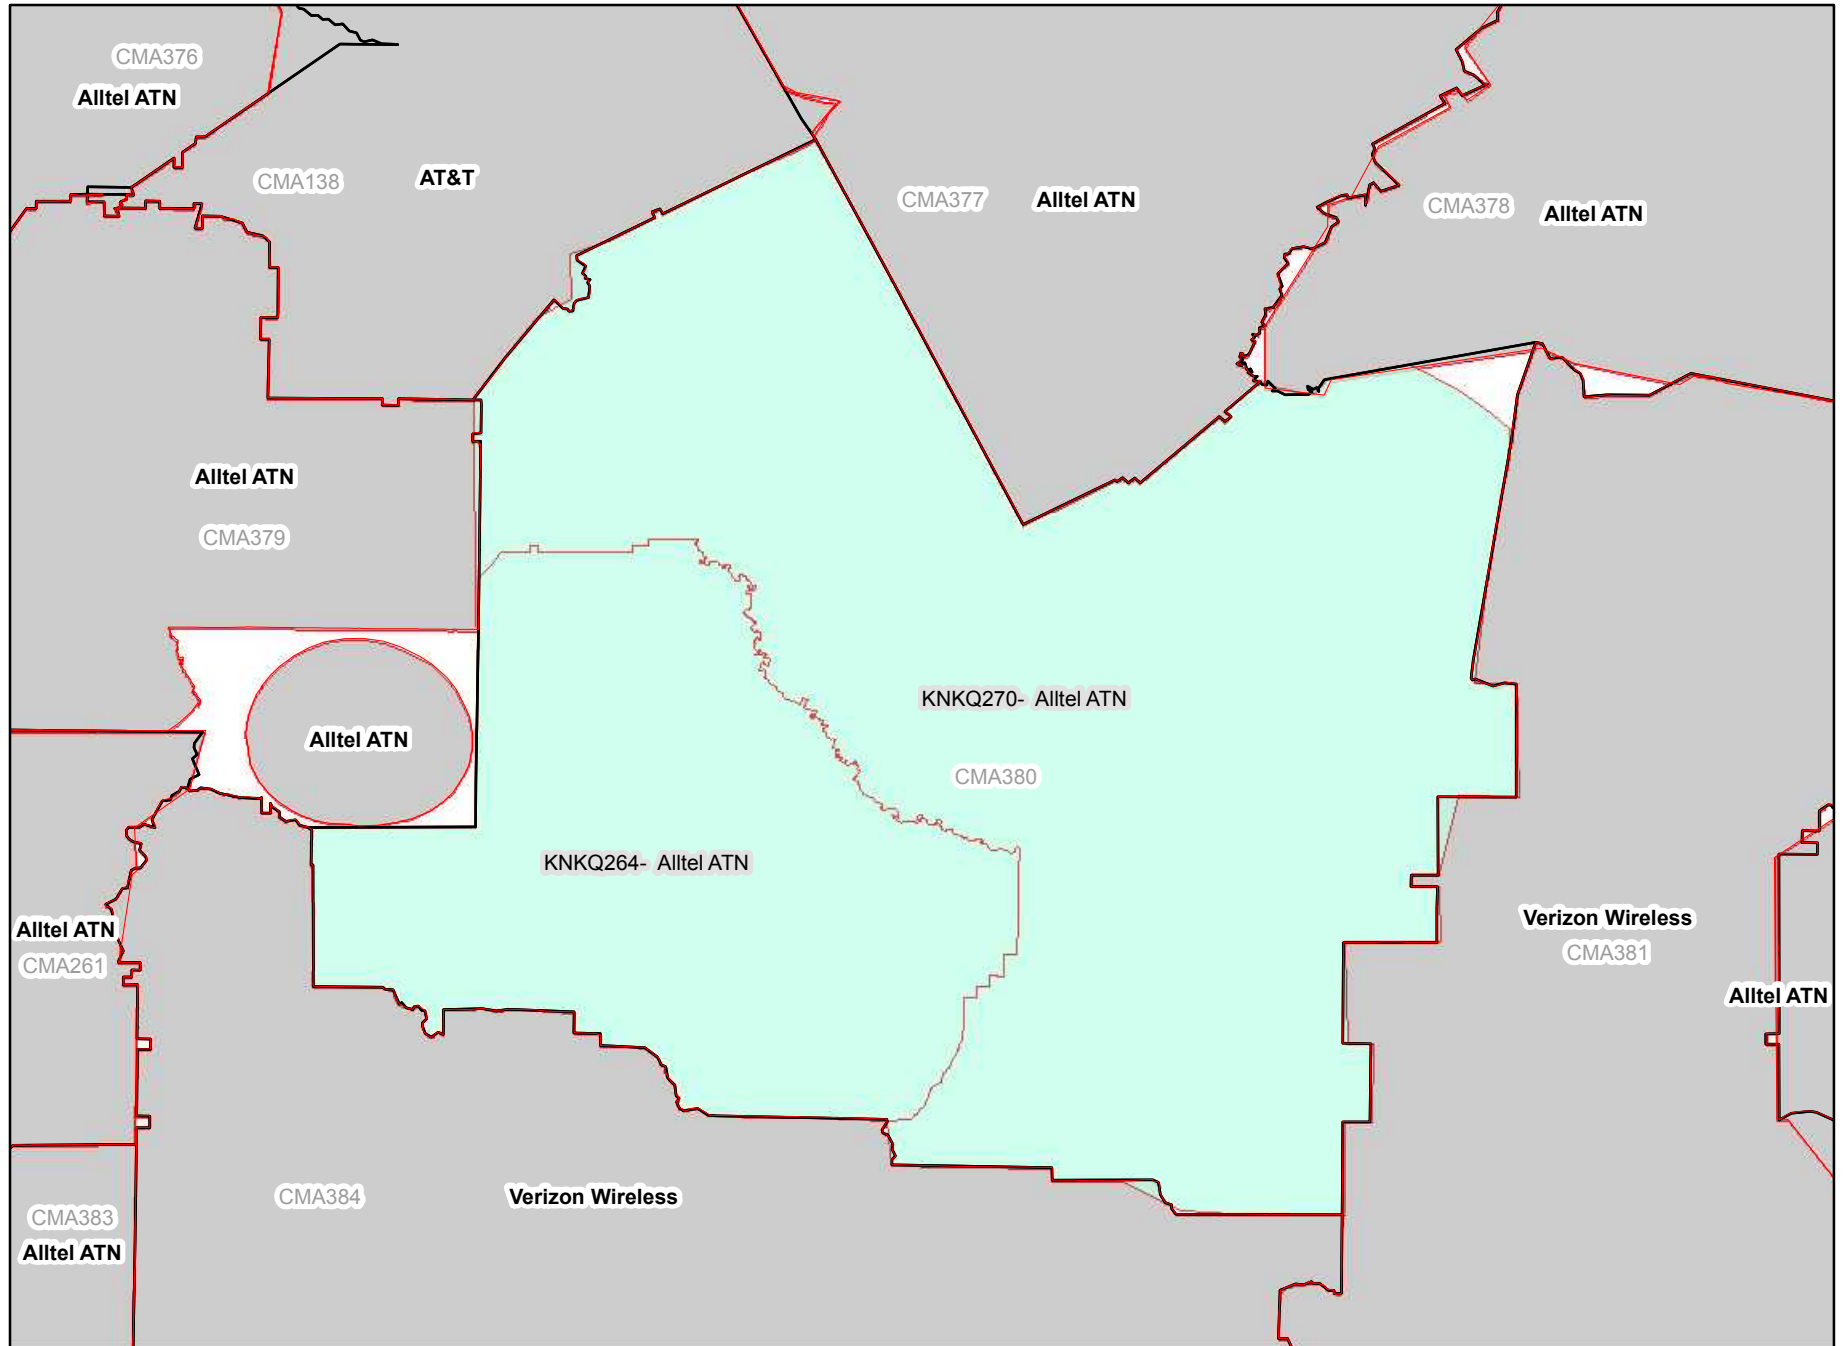 CMA376
Alltel ATN
CMA138
AT&T
CMA377
Alltel ATN
CMA378
Alltel ATN
Alltel ATN
CMA379
KNKQ270- Alltel ATN
Alltel ATN
CMA380
KNKQ264- Alltel ATN
Alltel ATN
CMA261
Verizon Wireless
CMA381
Alltel ATN
CMA384
Verizon Wireless
CMA383
Alltel ATN